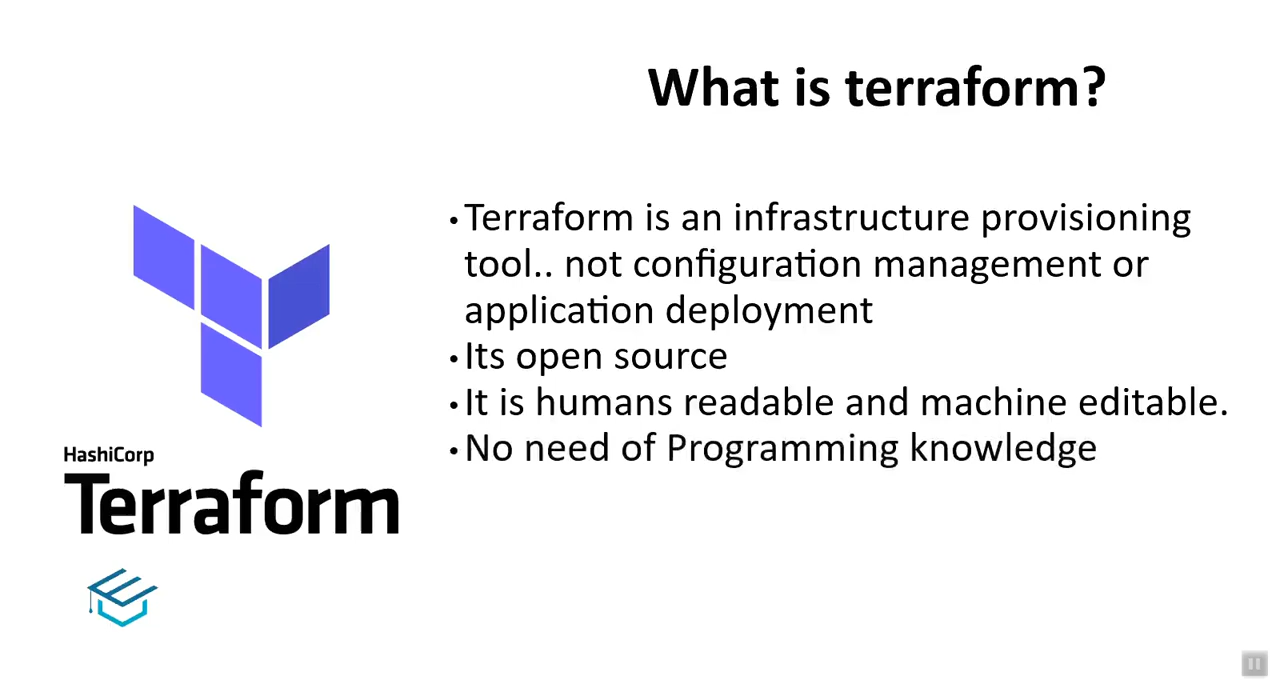 What is terraform?
• Terraform is an infrastructure provisioning
tool.. not configuration management or
application deployment
• Its open source
• It is humans readable and machine editable.
• No need of Programming knowledge
HashiCorp
Terraform